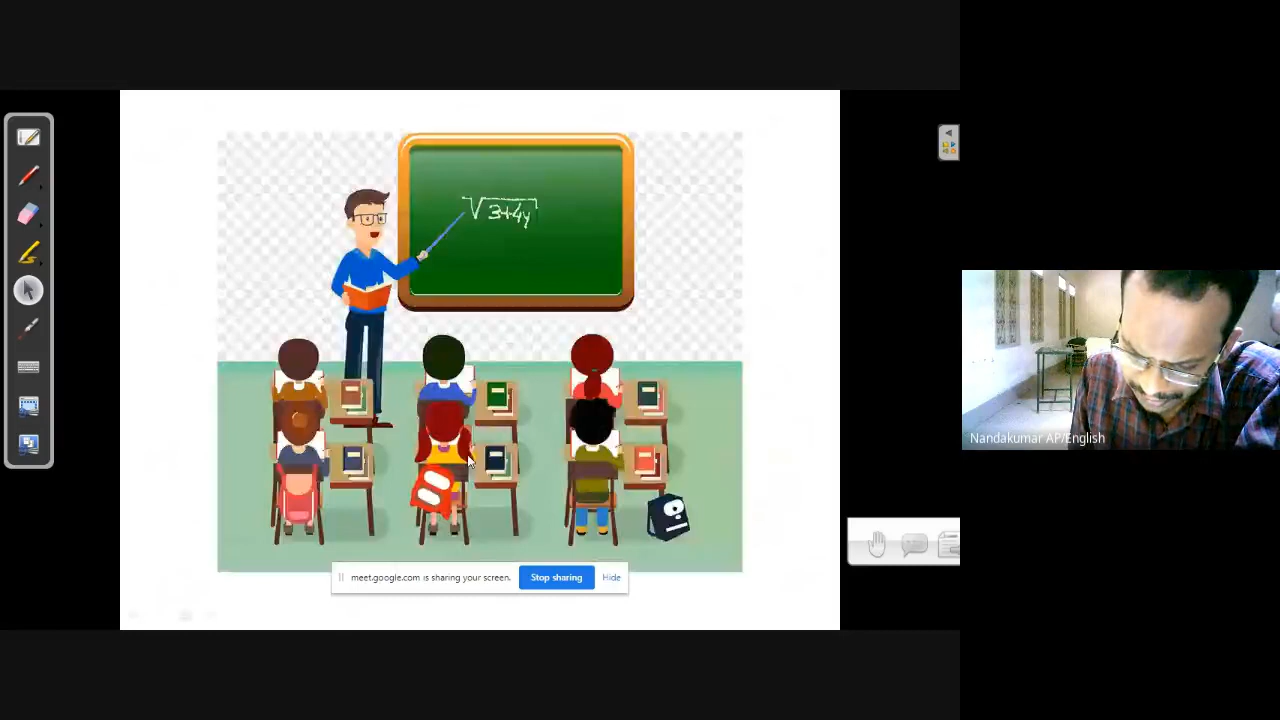 √3+4y
Nandakumar AP/English
meet.google.com is sharing your screen. Stop sharing Hide